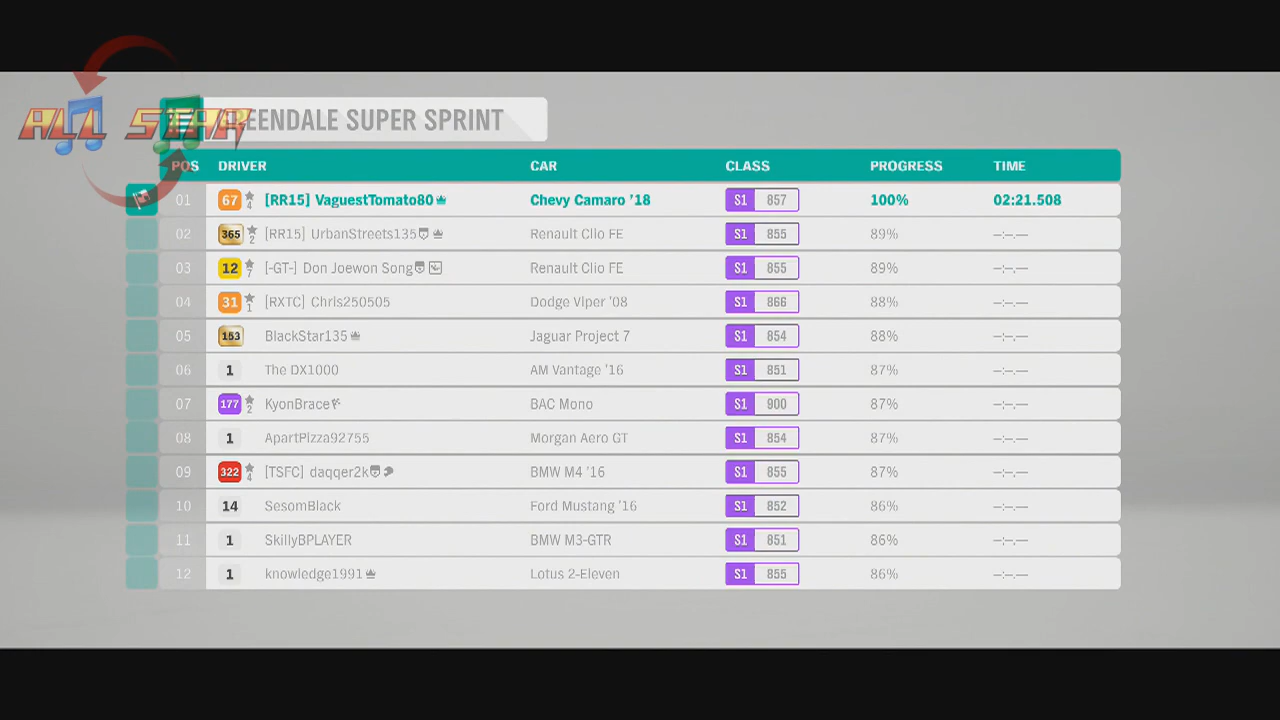 ALL STAR
GREENDALE SUPER SPRINT
POS DRIVER CAR CLASS PROGRESS TIME
01 67 4 [RR15] VaguestTomato80 Chevy Camaro '18 S1 857 100% 02:21.508
02 365 2 [RR15] UrbanStreets135 Renault Clio FE S1 855 89% --:--.---
03 12 7 [-GT-] Don Joewon Song Renault Clio FE S1 855 89% --:--.---
04 31 1 [RXTC] Chris250505 Dodge Viper '08 S1 866 88% --:--.---
05 153 BlackStar135 Jaguar Project 7 S1 854 88% --:--.---
06 1 The DX1000 AM Vantage '16 S1 851 87% --:--.---
07 177 2 KyonBrace BAC Mono S1 900 87% --:--.---
08 1 ApartPizza92755 Morgan Aero GT S1 854 87% --:--.---
09 322 4 [TSFC] daqqer2k BMW M4 '16 S1 855 87% --:--.---
10 14 SesomBlack Ford Mustang '16 S1 852 86% --:--.---
11 1 SkillyBPLAYER BMW M3-GTR S1 851 86% --:--.---
12 1 knowledge1991 Lotus 2-Eleven S1 855 86% --:--.---